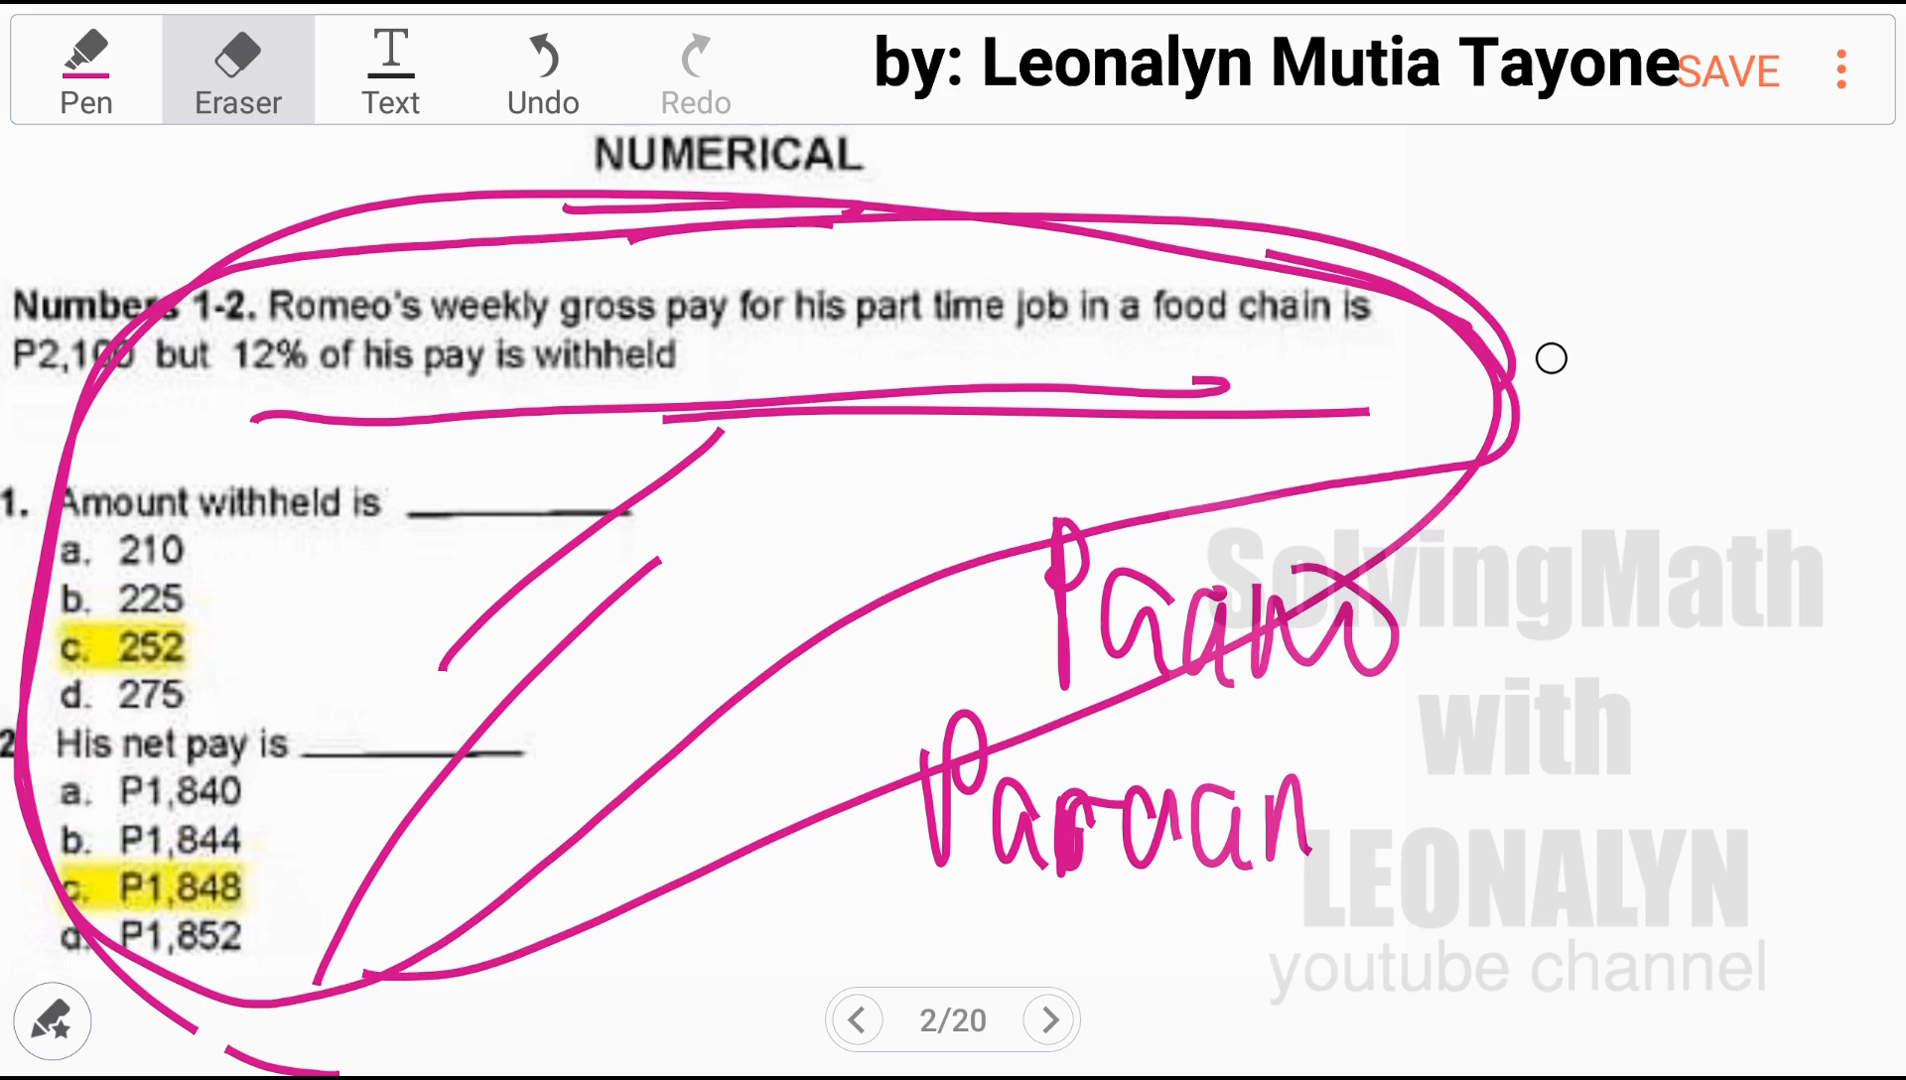 Pen Eraser Text Undo Redo by: Leonalyn Mutia Tayone SAVE
NUMERICAL
Numbers 1-2. Romeo's weekly gross pay for his part time job in a food chain is
P2,100 but 12% of his pay is withheld
1. Amount withheld is
a. 210
b. 225
c. 252
d. 275
2 His net pay is
a. P1,840
b. P1,844
c. P1,848
d. P1,852
Paano
Paraan
SolvingMath
with
LEONALYN
youtube channel
2/20